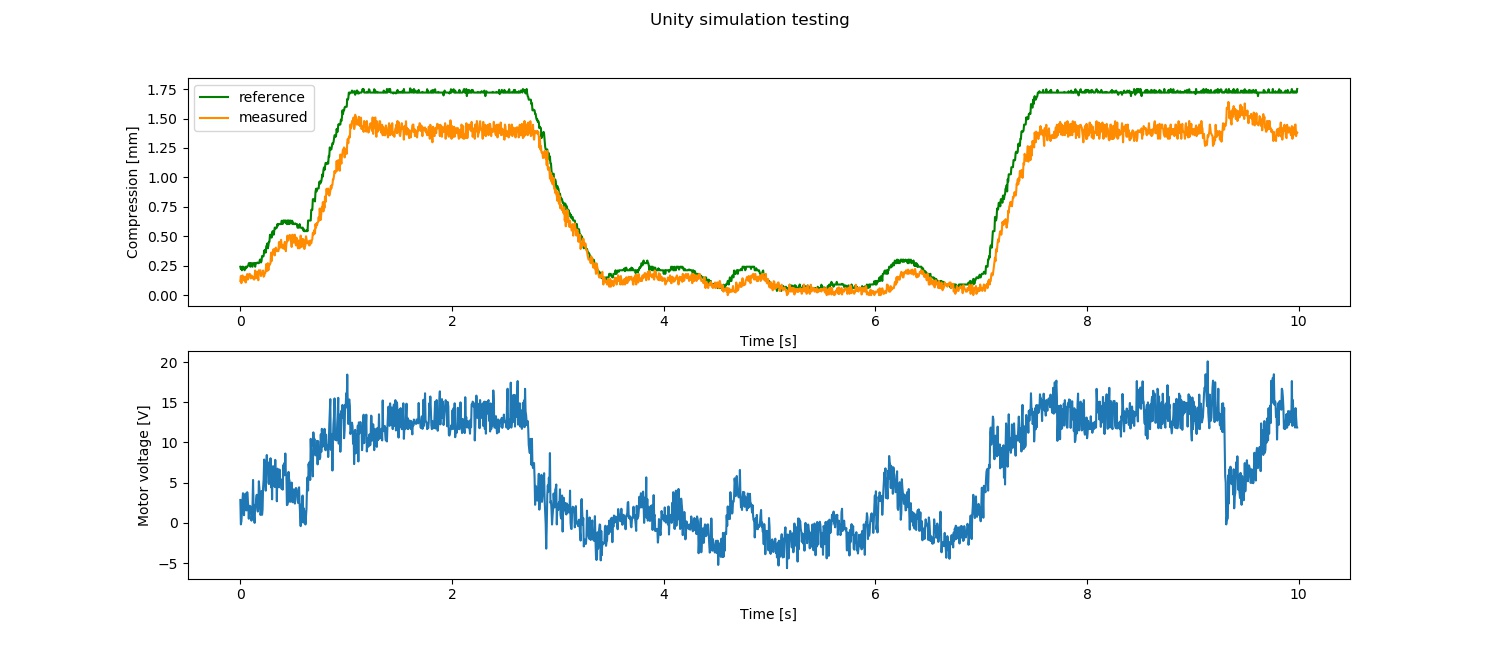 Unity simulation testing
1.75
1.50
1.25
1.00
0.75
0.50
0.25
0.00
Compression [mm]
reference
measured
0 2 4 6 8 10
Time [s]
20
15
10
5
0
−5
Motor voltage [V]
0 2 4 6 8 10
Time [s]